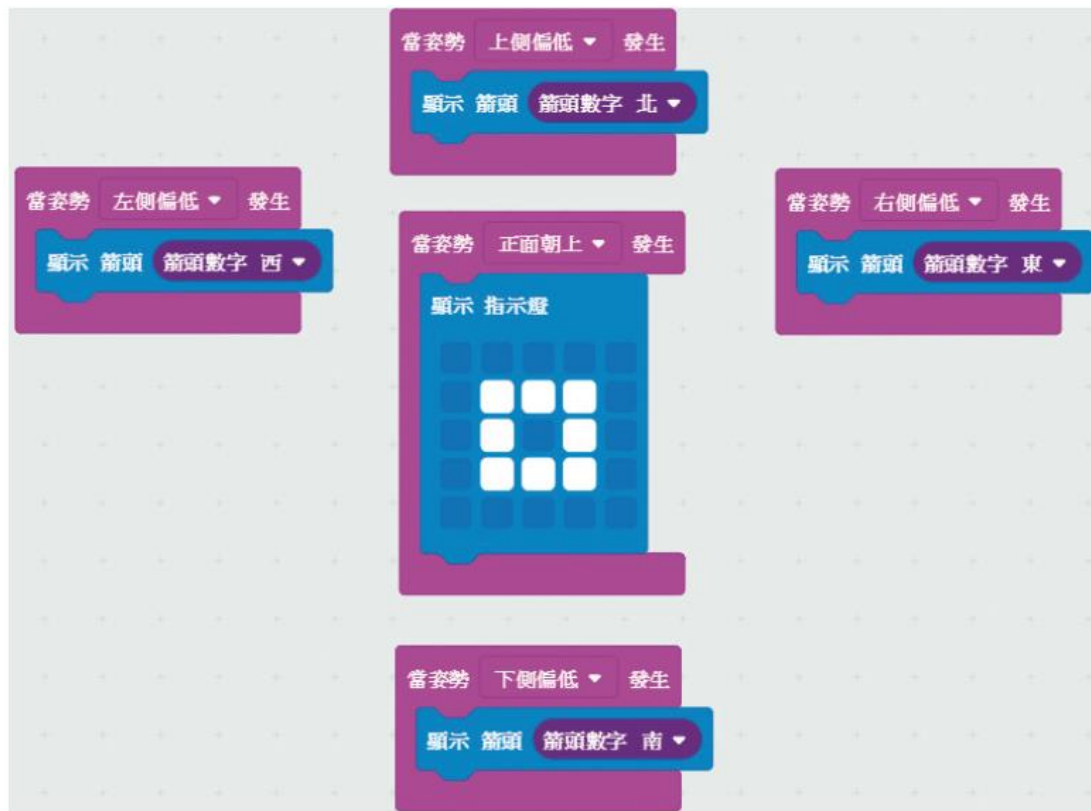 當姿勢 上側偏低 發生
顯示 箭頭 箭頭數字 北
當姿勢 左側偏低 發生
顯示 箭頭 箭頭數字 西
當姿勢 正面朝上 發生
顯示 指示燈
當姿勢 右側偏低 發生
顯示 箭頭 箭頭數字 東
當姿勢 下側偏低 發生
顯示 箭頭 箭頭數字 南